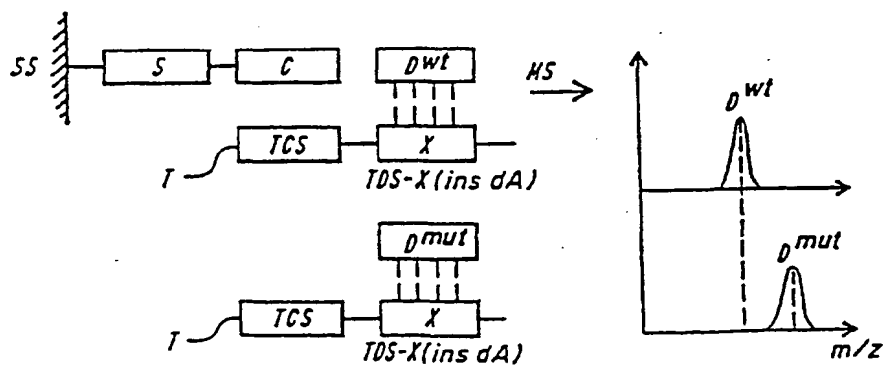 SS S C D wt MS
D wt
TCS X
T
TDS-X(ins dA)
D mut
D mut
TCS X
T
TDS-X(ins dA)
m/z